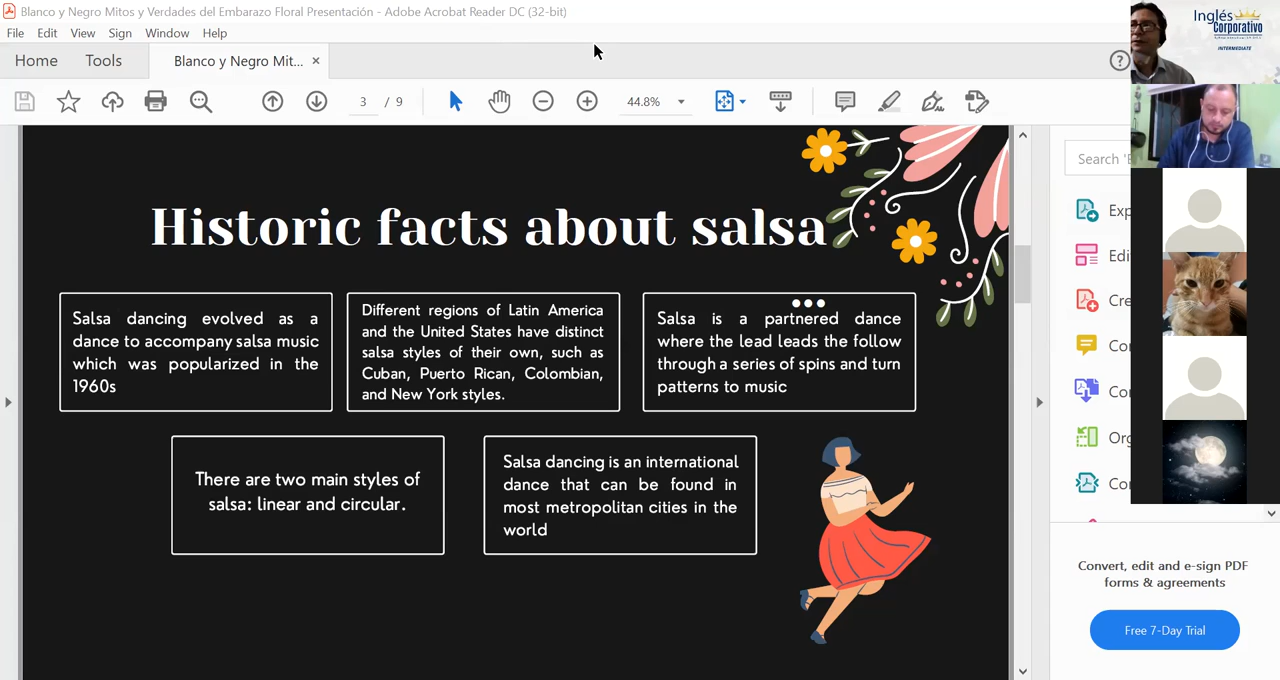 Blanco y Negro Mitos y Verdades del Embarazo Floral Presentación - Adobe Acrobat Reader DC (32-bit)
File Edit View Sign Window Help
Home Tools Blanco y Negro Mit... ×
3 / 9 44.8%
Inglés
Corporativo
INTERMEDIATE
Historic facts about salsa
Salsa dancing evolved as a
dance to accompany salsa music
which was popularized in the
1960s
Different regions of Latin America
and the United States have distinct
salsa styles of their own, such as
Cuban, Puerto Rican, Colombian,
and New York styles.
Salsa is a partnered dance
where the lead leads the follow
through a series of spins and turn
patterns to music
There are two main styles of
salsa: linear and circular.
Salsa dancing is an international
dance that can be found in
most metropolitan cities in the
world
Search 'E
Exp
Edi
Cre
Co
Co
Org
Co
Convert, edit and e-sign PDF
forms & agreements
Free 7-Day Trial